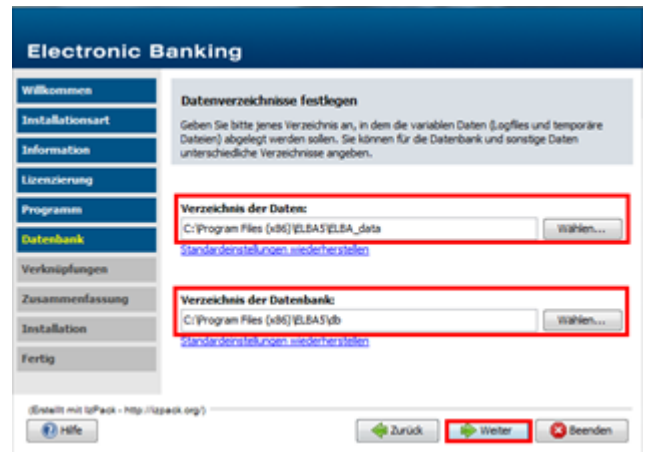 Electronic Banking
Willkommen
Installationsart
Information
Lizenzierung
Programm
Datenbank
Verknüpfungen
Zusammenfassung
Installation
Fertig
Datenverzeichnisse festlegen
Geben Sie bitte jenes Verzeichnis an, in dem die variablen Daten (Logfiles und temporäre
Dateien) abgelegt werden sollen. Sie können für die Datenbank und sonstige Daten
unterschiedliche Verzeichnisse angeben.
Verzeichnis der Daten:
C:\Program Files (x86)\ELBA5\ELBA_data
Wählen...
Standardeinstellungen wiederherstellen
Verzeichnis der Datenbank:
C:\Program Files (x86)\ELBA5\db
Wählen...
Standardeinstellungen wiederherstellen
(Erstellt mit IzPack - http://izpack.org/)
Hilfe
Zurück
Weiter
Beenden